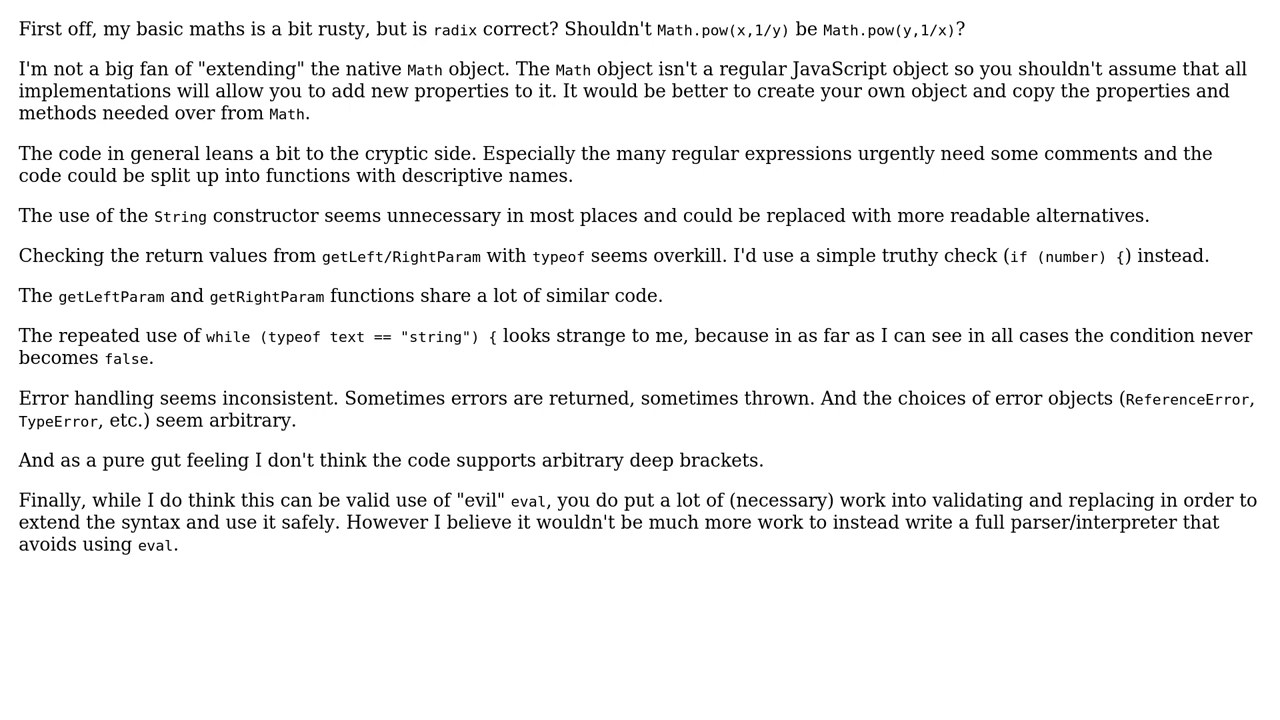 First off, my basic maths is a bit rusty, but is radix correct? Shouldn't Math.pow(x,1/y) be Math.pow(y,1/x)?
I'm not a big fan of "extending" the native Math object. The Math object isn't a regular JavaScript object so you shouldn't assume that all
implementations will allow you to add new properties to it. It would be better to create your own object and copy the properties and
methods needed over from Math.
The code in general leans a bit to the cryptic side. Especially the many regular expressions urgently need some comments and the
code could be split up into functions with descriptive names.
The use of the String constructor seems unnecessary in most places and could be replaced with more readable alternatives.
Checking the return values from getLeft/RightParam with typeof seems overkill. I'd use a simple truthy check (if (number) {) instead.
The getLeftParam and getRightParam functions share a lot of similar code.
The repeated use of while (typeof text == "string") { looks strange to me, because in as far as I can see in all cases the condition never
becomes false.
Error handling seems inconsistent. Sometimes errors are returned, sometimes thrown. And the choices of error objects (ReferenceError,
TypeError, etc.) seem arbitrary.
And as a pure gut feeling I don't think the code supports arbitrary deep brackets.
Finally, while I do think this can be valid use of "evil" eval, you do put a lot of (necessary) work into validating and replacing in order to
extend the syntax and use it safely. However I believe it wouldn't be much more work to instead write a full parser/interpreter that
avoids using eval.